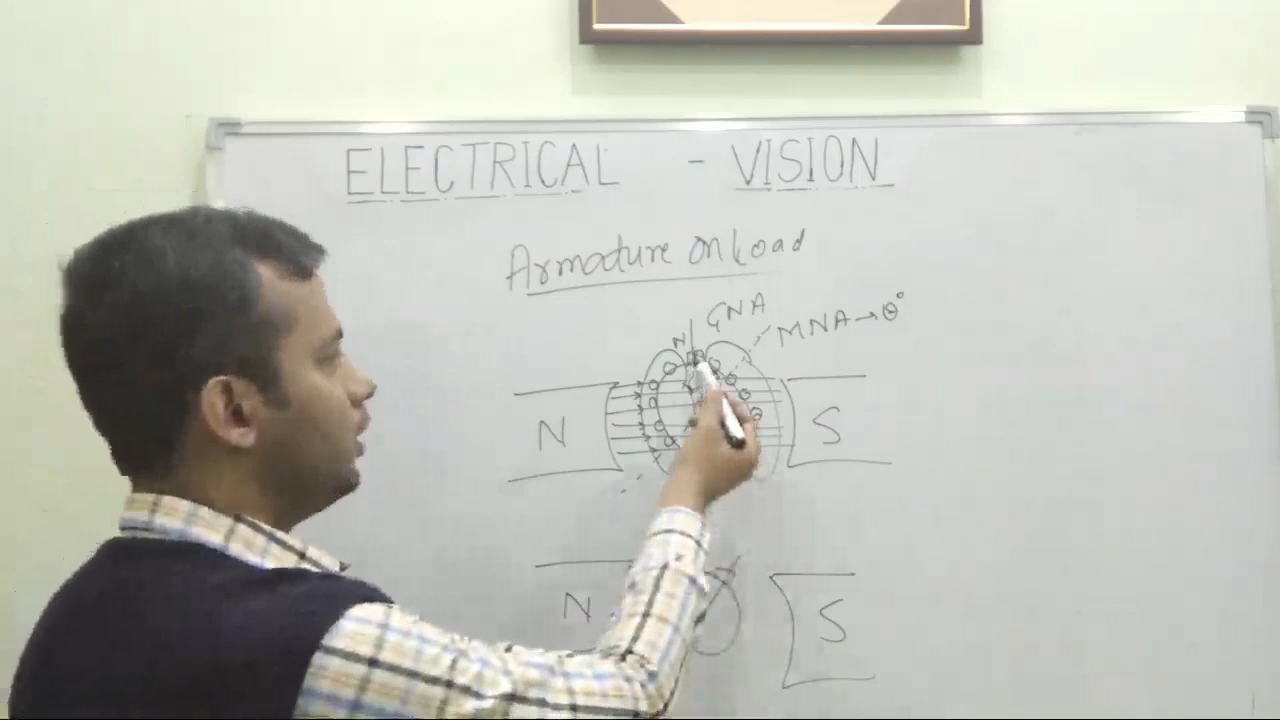 ELECTRICAL - VISION
Armature on Load
GNA
N
MNA → θ°
N
S
N
S